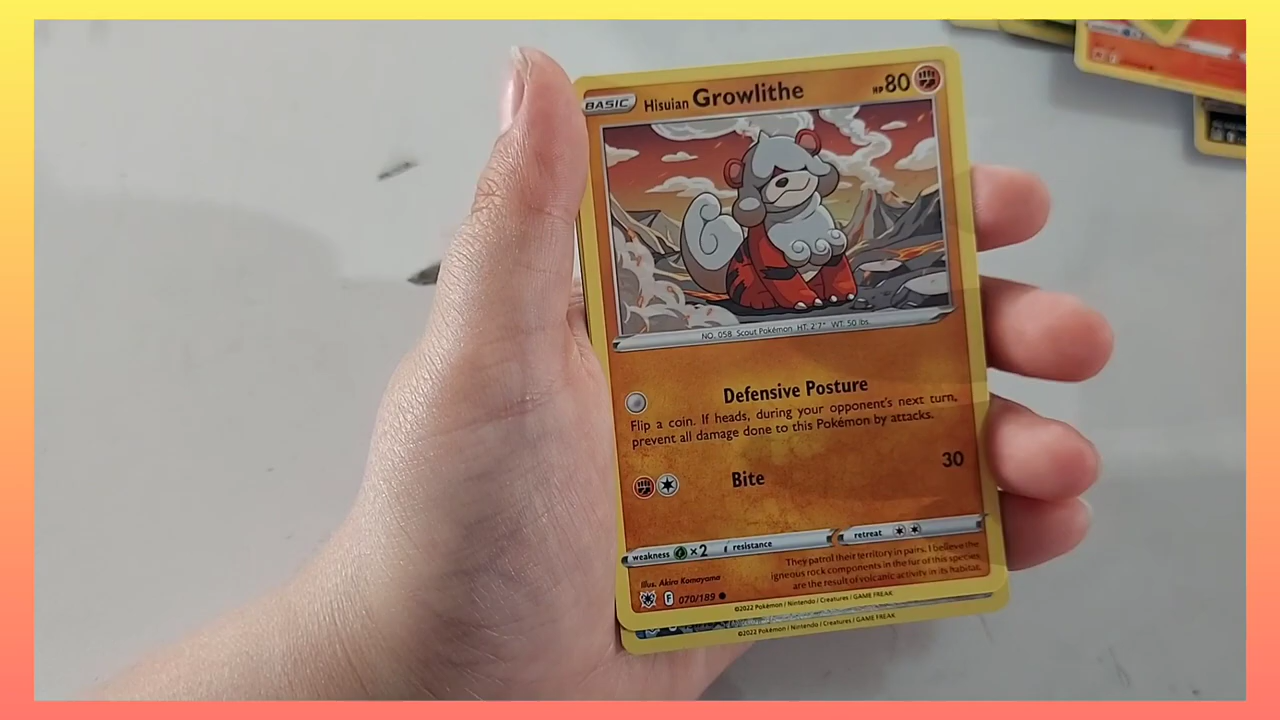 BASIC Hisuian Growlithe HP 80
NO. 058 Scout Pokémon HT. 2'7" WT. 50 lbs.
Defensive Posture
Flip a coin. If heads, during your opponent's next turn,
prevent all damage done to this Pokémon by attacks.
Bite 30
weakness ×2 resistance retreat
They patrol their territory in pairs. I believe the
igneous rock components in the fur of this species
are the result of volcanic activity in its habitat.
Illus. Akira Komayama
F 070/189
©2022 Pokémon / Nintendo / Creatures / GAME FREAK
©2022 Pokémon / Nintendo / Creatures / GAME FREAK